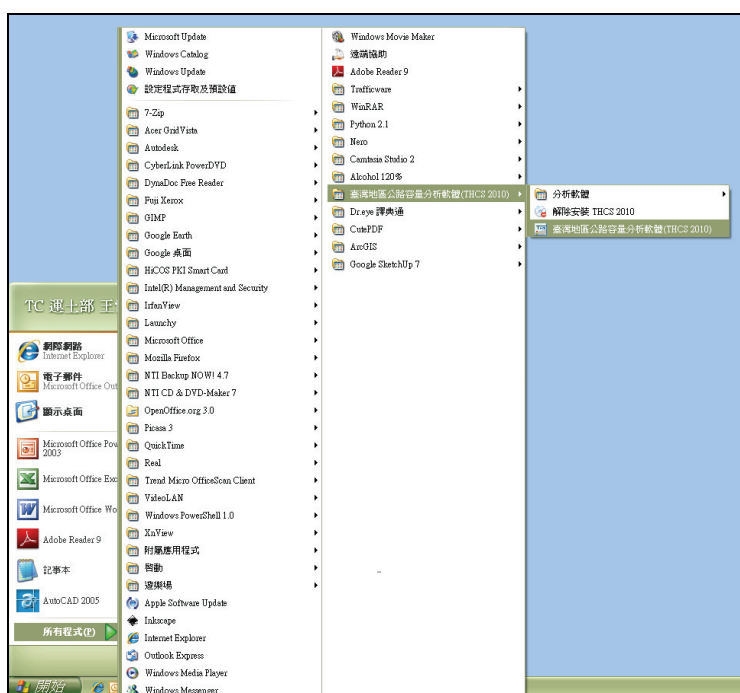 Microsoft Update
Windows Catalog
Windows Update
設定程式存取及預設值
7-Zip
Acer GridVista
Autodesk
CyberLink PowerDVD
DynaDoc Free Reader
Fuji Xerox
GIMP
Google Earth
Google 桌面
HiCOS PKI Smart Card
Intel(R) Management and Security
IrfanView
Launchy
Microsoft Office
Mozilla Firefox
NTI Backup NOW! 4.7
NTI CD & DVD-Maker 7
OpenOffice.org 3.0
Picasa 3
QuickTime
Real
Trend Micro OfficeScan Client
VideoLAN
Windows PowerShell 1.0
XnView
附屬應用程式
啟動
遊樂場
Apple Software Update
Inkscape
Internet Explorer
Outlook Express
Windows Media Player
Windows Messenger
Windows Movie Maker
遠端協助
Adobe Reader 9
Trafficware
WinRAR
Python 2.1
Nero
Camtasia Studio 2
Alcohol 120%
臺灣地區公路容量分析軟體(THCS 2010)
Dr.eye 譯典通
CutePDF
ArcGIS
Google SketchUp 7
分析軟體
解除安裝 THCS 2010
臺灣地區公路容量分析軟體(THCS 2010)
TC 運土部 王
網際網路
Internet Explorer
電子郵件
Microsoft Office Out
顯示桌面
Microsoft Office Pow
2003
Microsoft Office Exc
Microsoft Office Wo
Adobe Reader 9
記事本
AutoCAD 2005
所有程式(P)
開始